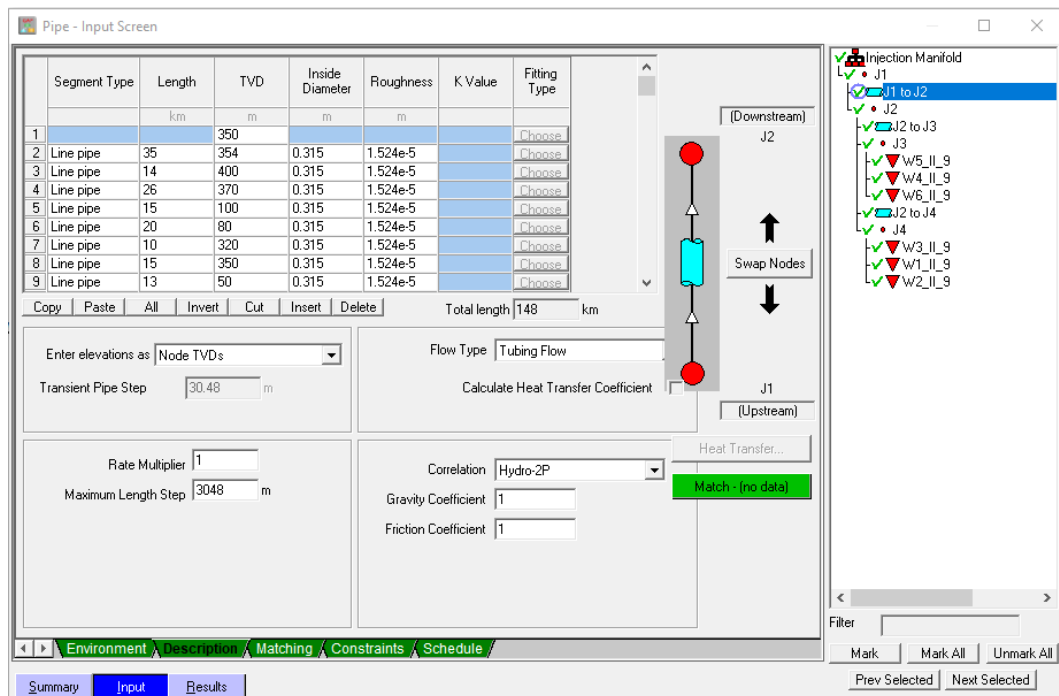 Pipe - Input Screen
Segment Type Length TVD Inside Diameter Roughness K Value Fitting Type
km m m m
1 350 Choose
2 Line pipe 35 354 0.315 1.524e-5 Choose
3 Line pipe 14 400 0.315 1.524e-5 Choose
4 Line pipe 26 370 0.315 1.524e-5 Choose
5 Line pipe 15 100 0.315 1.524e-5 Choose
6 Line pipe 20 80 0.315 1.524e-5 Choose
7 Line pipe 10 320 0.315 1.524e-5 Choose
8 Line pipe 15 350 0.315 1.524e-5 Choose
9 Line pipe 13 50 0.315 1.524e-5 Choose
Copy Paste All Invert Cut Insert Delete Total length 148 km
Enter elevations as Node TVDs
Transient Pipe Step 30.48 m
Flow Type Tubing Flow
Calculate Heat Transfer Coefficient
Rate Multiplier 1
Maximum Length Step 3048 m
Correlation Hydro-2P
Gravity Coefficient 1
Friction Coefficient 1
(Downstream)
J2
Swap Nodes
J1
(Upstream)
Heat Transfer...
Match - (no data)
Environment Description Matching Constraints Schedule
Summary Input Results
Injection Manifold
J1
J1 to J2
J2
J2 to J3
J3
W5_II_9
W4_II_9
W6_II_9
J2 to J4
J4
W3_II_9
W1_II_9
W2_II_9
Filter
Mark Mark All Unmark All
Prev Selected Next Selected